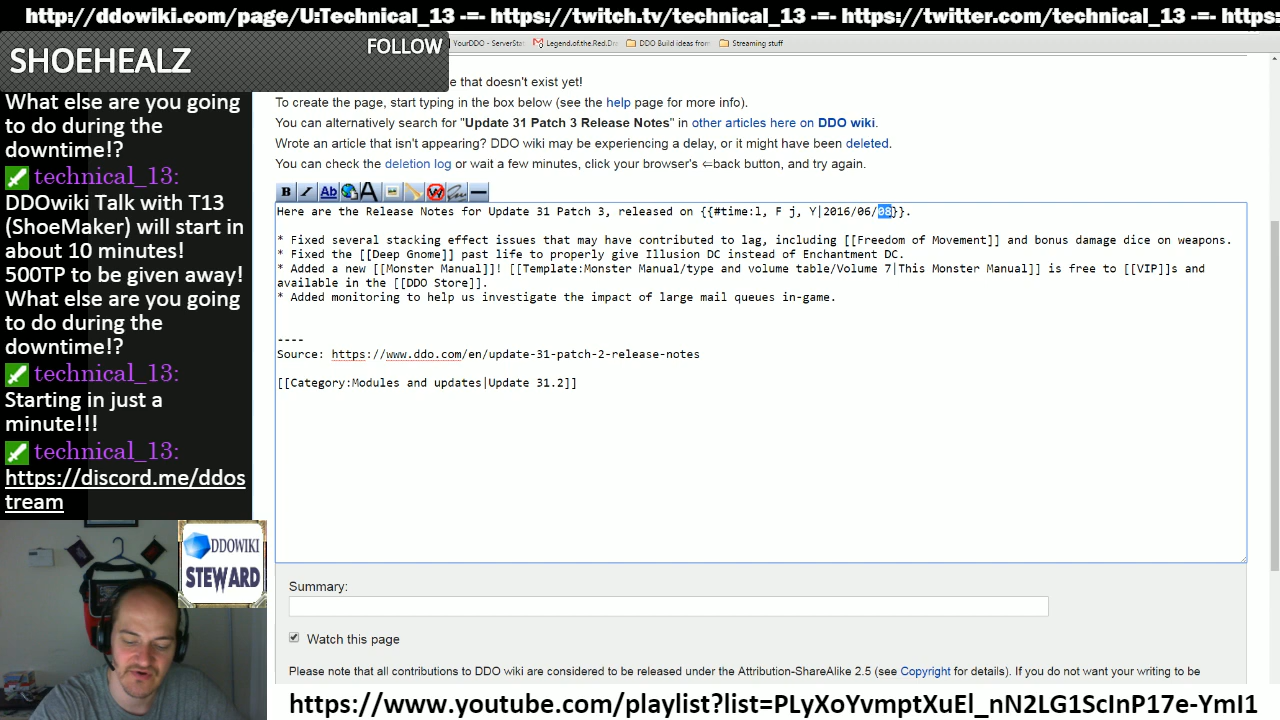 http://ddowiki.com/page/U:Technical_13 -=- https://twitch.tv/technical_13 -=- https://twitter.com/technical_13 -=- https:
SHOEHEALZ
FOLLOW
YourDDO - ServerStat
Legend.of.the.Red.Dra
DDO Build ideas from
Streaming stuff
What else are you going
to do during the
downtime!?
technical_13:
DDOwiki Talk with T13
(ShoeMaker) will start in
about 10 minutes!
500TP to be given away!
What else are you going
to do during the
downtime!?
technical_13:
Starting in just a
minute!!!
technical_13:
https://discord.me/ddos
tream
DDOWIKI
STEWARD
e that doesn't exist yet!
To create the page, start typing in the box below (see the help page for more info).
You can alternatively search for "Update 31 Patch 3 Release Notes" in other articles here on DDO wiki.
Wrote an article that isn't appearing? DDO wiki may be experiencing a delay, or it might have been deleted.
You can check the deletion log or wait a few minutes, click your browser's ⇐back button, and try again.
B I Ab A W
Here are the Release Notes for Update 31 Patch 3, released on {{#time:l, F j, Y|2016/06/08}}.
* Fixed several stacking effect issues that may have contributed to lag, including [[Freedom of Movement]] and bonus damage dice on weapons.
* Fixed the [[Deep Gnome]] past life to properly give Illusion DC instead of Enchantment DC.
* Added a new [[Monster Manual]]! [[Template:Monster Manual/type and volume table/Volume 7|This Monster Manual]] is free to [[VIP]]s and
available in the [[DDO Store]].
* Added monitoring to help us investigate the impact of large mail queues in-game.
----
Source: https://www.ddo.com/en/update-31-patch-2-release-notes
[[Category:Modules and updates|Update 31.2]]
Summary:
Watch this page
Please note that all contributions to DDO wiki are considered to be released under the Attribution-ShareAlike 2.5 (see Copyright for details). If you do not want your writing to be
https://www.youtube.com/playlist?list=PLyXoYvmptXuEl_nN2LG1ScInP17e-YmI1